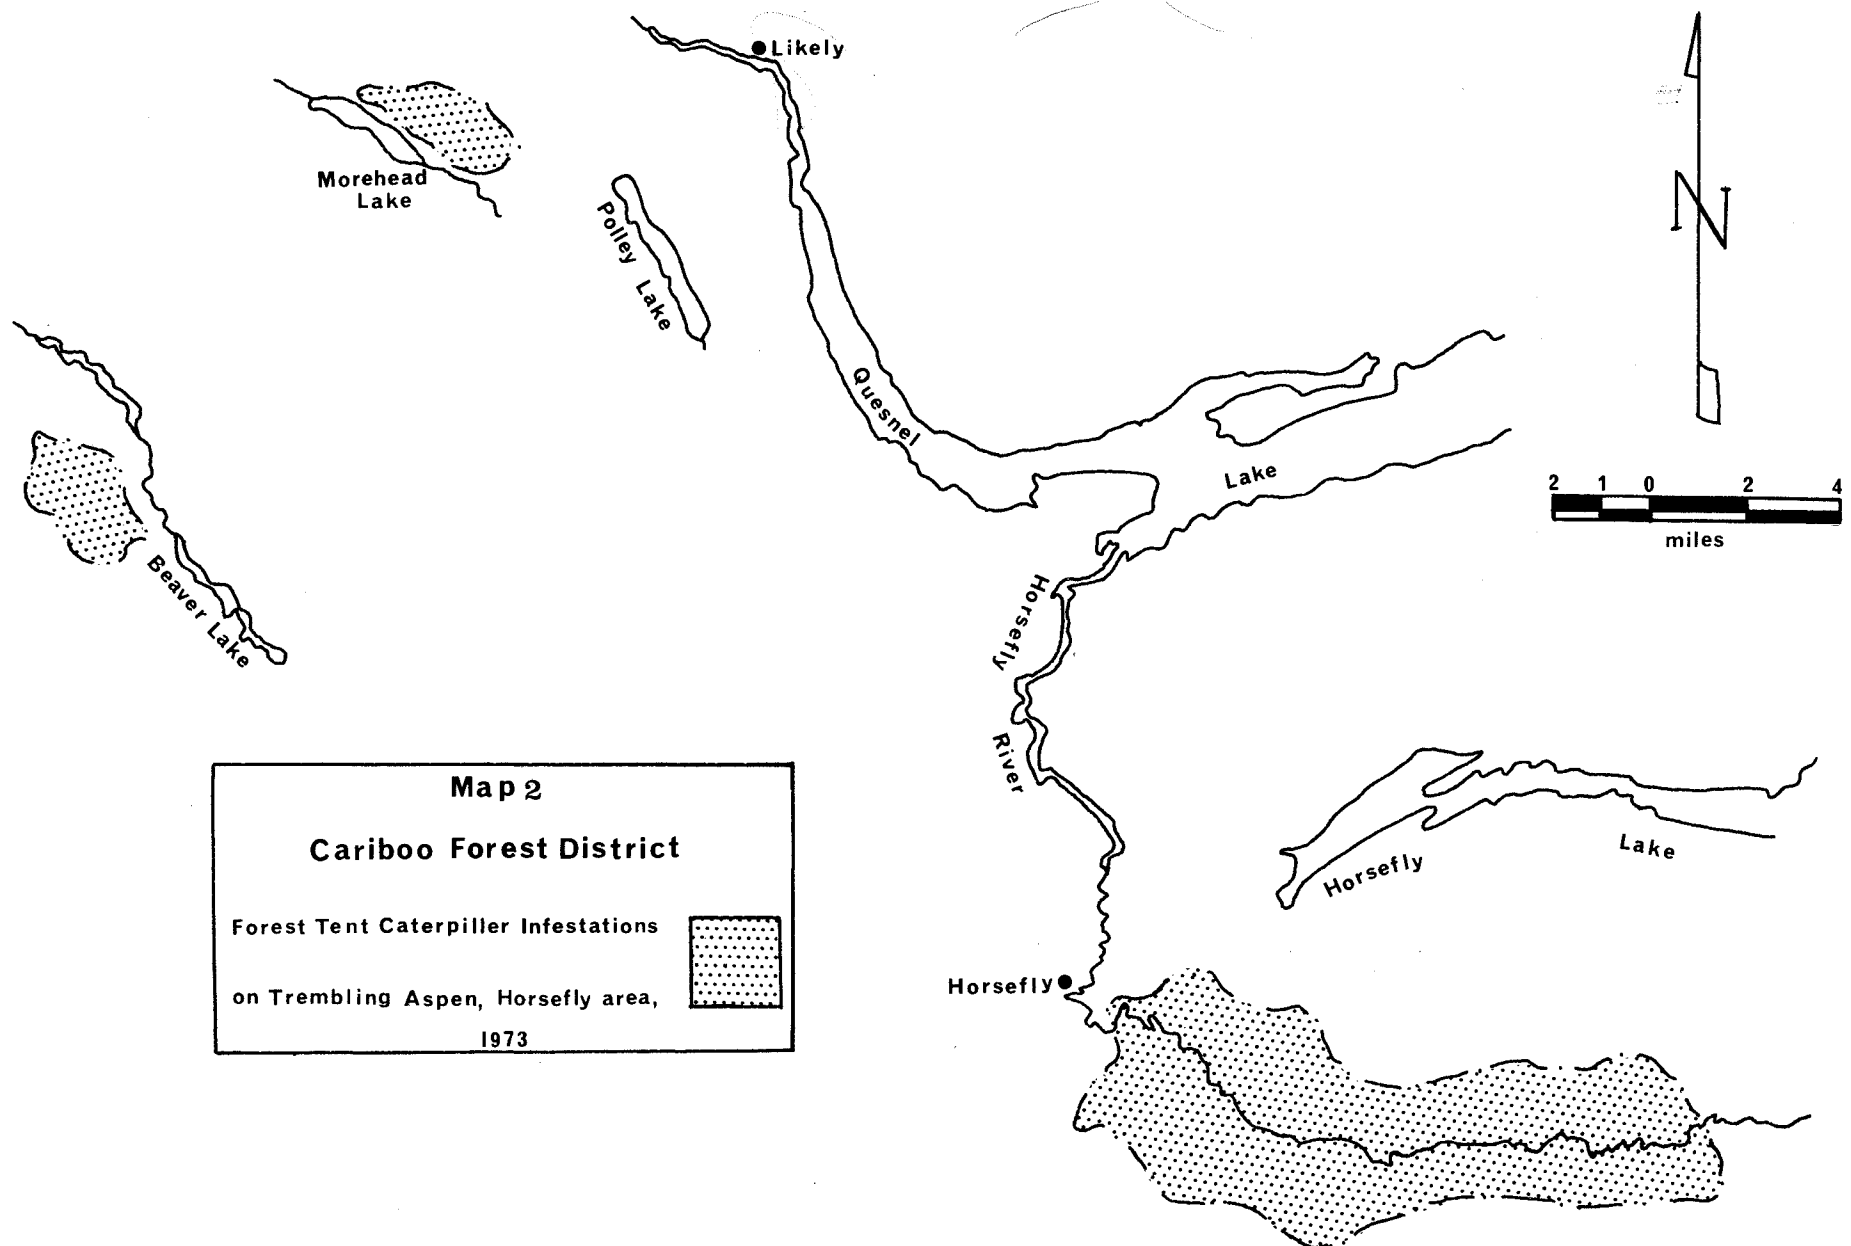 Likely
Morehead
Lake
Polley Lake
N
Quesnel
Lake
2 1 0 2 4
miles
Beaver Lake
Horsefly
River
Map 2
Cariboo Forest District
Forest Tent Caterpiller Infestations
on Trembling Aspen, Horsefly area,
1973
Horsefly
Lake
Horsefly